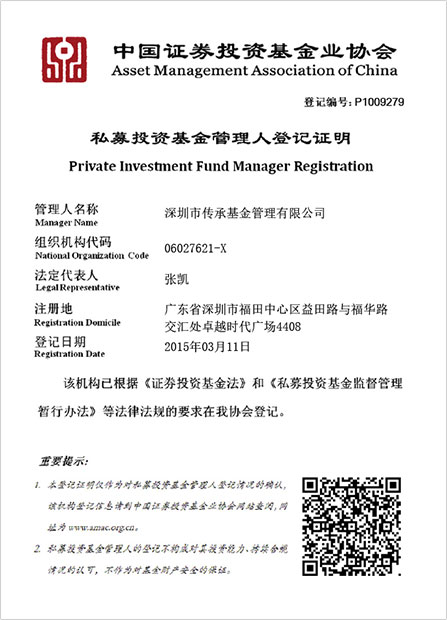 中国证券投资基金业协会
Asset Management Association of China
登记编号: P1009279
私募投资基金管理人登记证明
Private Investment Fund Manager Registration
管理人名称 深圳市传承基金管理有限公司
Manager Name
组织机构代码 06027621-X
National Organization Code
法定代表人 张凯
Legal Representative
注册地 广东省深圳市福田中心区益田路与福华路
Registration Domicile 交汇处卓越时代广场4408
登记日期 2015年03月11日
Registration Date
该机构已根据《证券投资基金法》和《私募投资基金监督管理
暂行办法》等法律法规的要求在我协会登记。
重要提示:
1. 本登记证明仅作为对私募投资基金管理人登记情况的确认,
该机构登记信息请到中国证券投资基金业协会网站查阅,网
址为 www.amac.org.cn。
2. 私募投资基金管理人的登记不构成对其投资能力、持续合规
情况的认可,不作为对基金财产安全的保证。